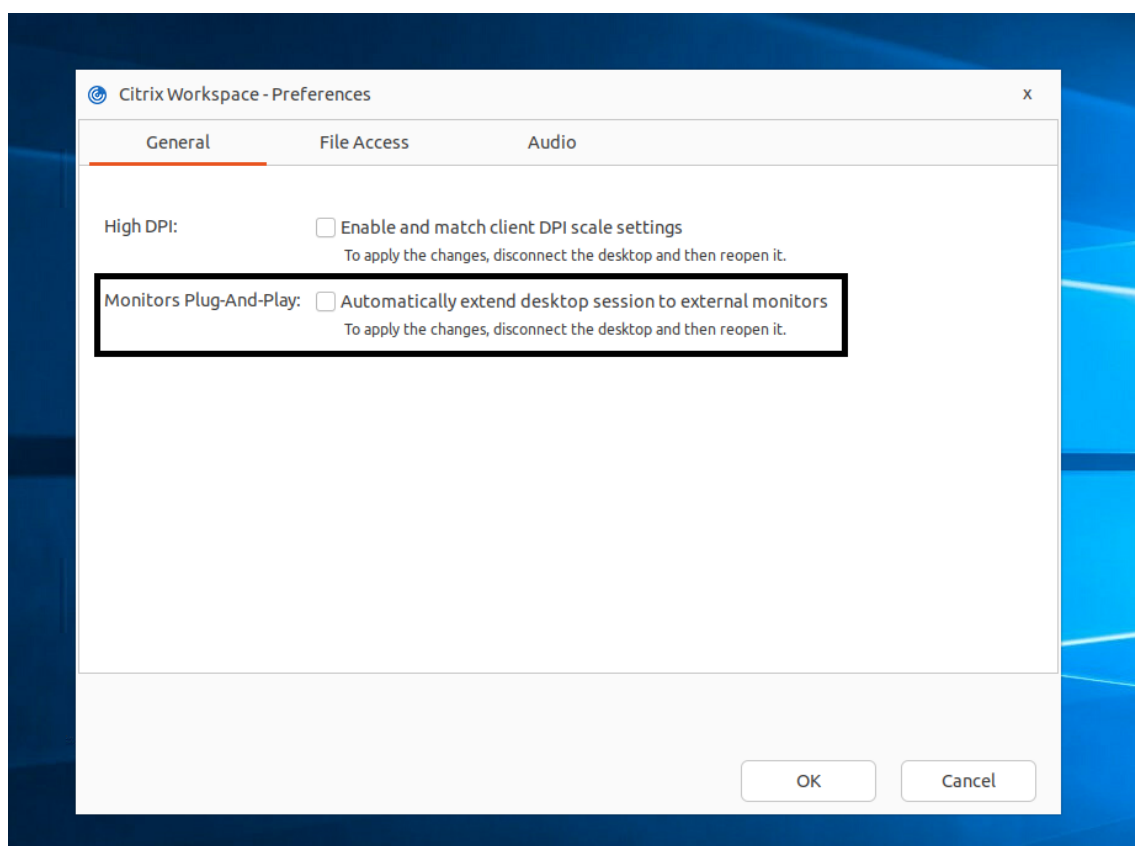 Citrix Workspace - Preferences x
General File Access Audio
High DPI: Enable and match client DPI scale settings
To apply the changes, disconnect the desktop and then reopen it.
Monitors Plug-And-Play: Automatically extend desktop session to external monitors
To apply the changes, disconnect the desktop and then reopen it.
OK Cancel